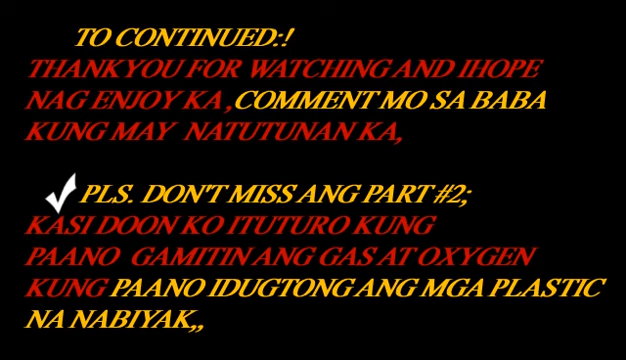 TO CONTINUED:!
THANKYOU FOR WATCHING AND IHOPE
NAG ENJOY KA ,COMMENT MO SA BABA
KUNG MAY NATUTUNAN KA,
PLS. DON'T MISS ANG PART #2;
KASI DOON KO ITUTURO KUNG
PAANO GAMITIN ANG GAS AT OXYGEN
KUNG PAANO IDUGTONG ANG MGA PLASTIC
NA NABIYAK,,